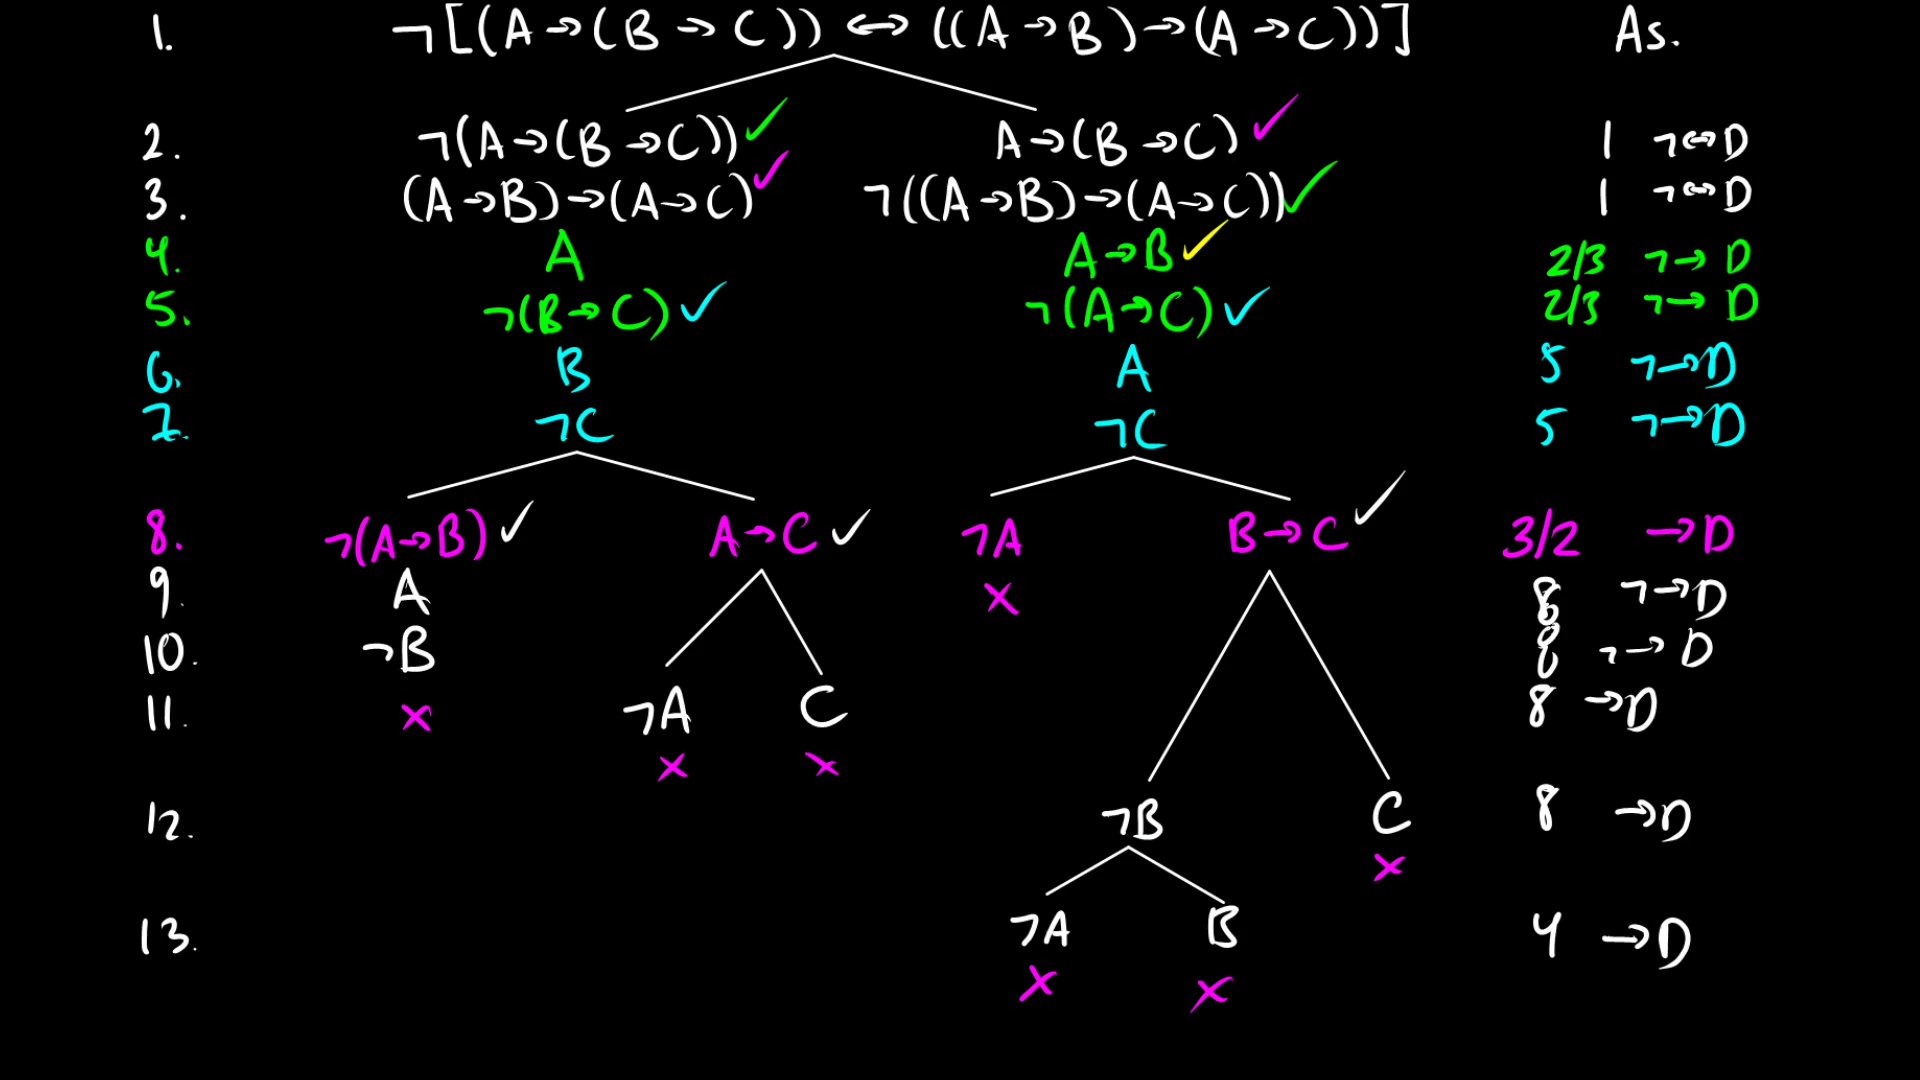 1. ¬[(A→(B→C)) ↔ ((A→B)→(A→C))] As.
2. ¬(A→(B→C))✓ A→(B→C)✓ 1 ¬↔D
3. (A→B)→(A→C)✓ ¬((A→B)→(A→C))✓ 1 ¬↔D
4. A A→B✓ 2/3 ¬→D
5. ¬(B→C)✓ ¬(A→C)✓ 2/3 ¬→D
6. B A 5 ¬→D
7. ¬C ¬C 5 ¬→D
8. ¬(A→B)✓ A→C✓ ¬A B→C✓ 3/2 →D
9. A × 8 ¬→D
10. ¬B 8 ¬→D
11. × ¬A C 8 →D
× ×
12. ¬B C 8 →D
×
13. ¬A B 4 →D
× ×